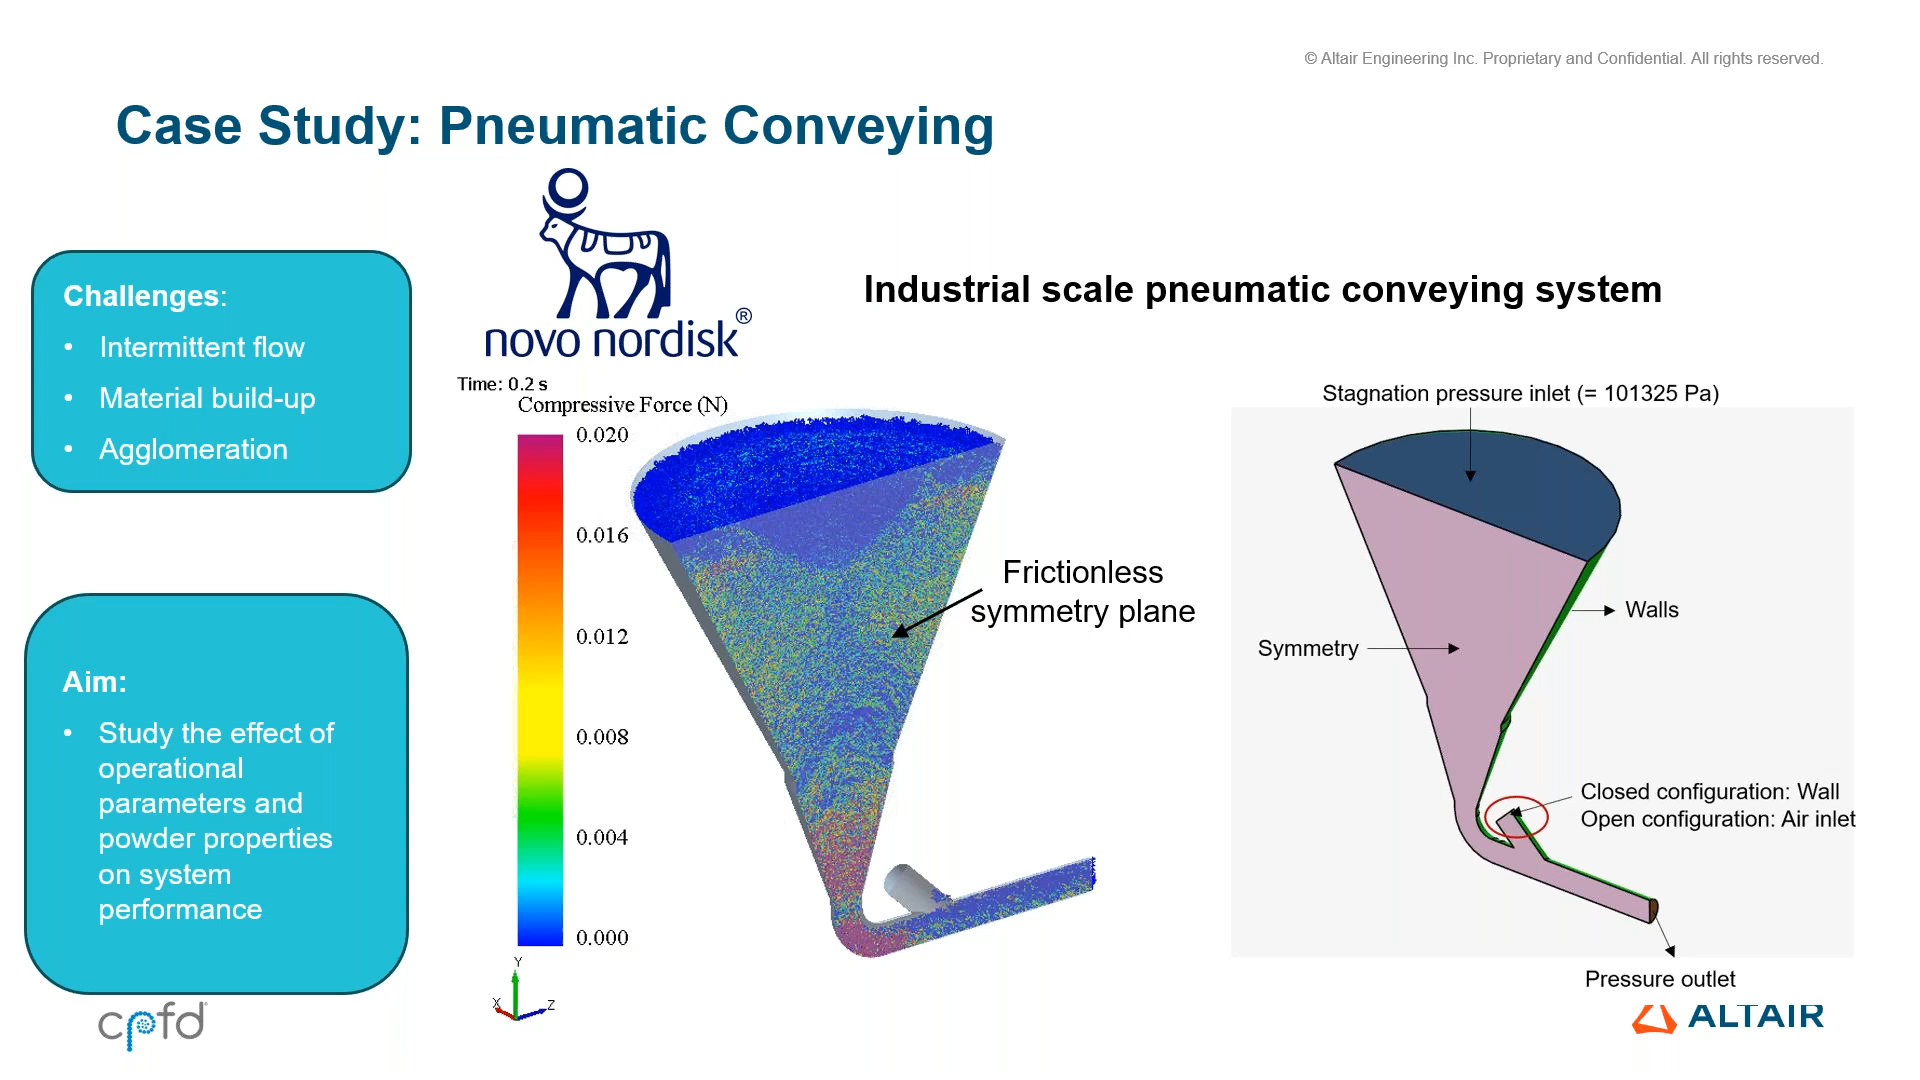 © Altair Engineering Inc. Proprietary and Confidential. All rights reserved.
Case Study: Pneumatic Conveying
novo nordisk®
Industrial scale pneumatic conveying system
Challenges:
• Intermittent flow
• Material build-up
• Agglomeration
Aim:
• Study the effect of
operational
parameters and
powder properties
on system
performance
Time: 0.2 s
Compressive Force (N)
0.020
0.016
0.012
0.008
0.004
0.000
Y
X
Z
Frictionless
symmetry plane
Stagnation pressure inlet (= 101325 Pa)
Walls
Symmetry
Closed configuration: Wall
Open configuration: Air inlet
Pressure outlet
cpfd
ALTAIR